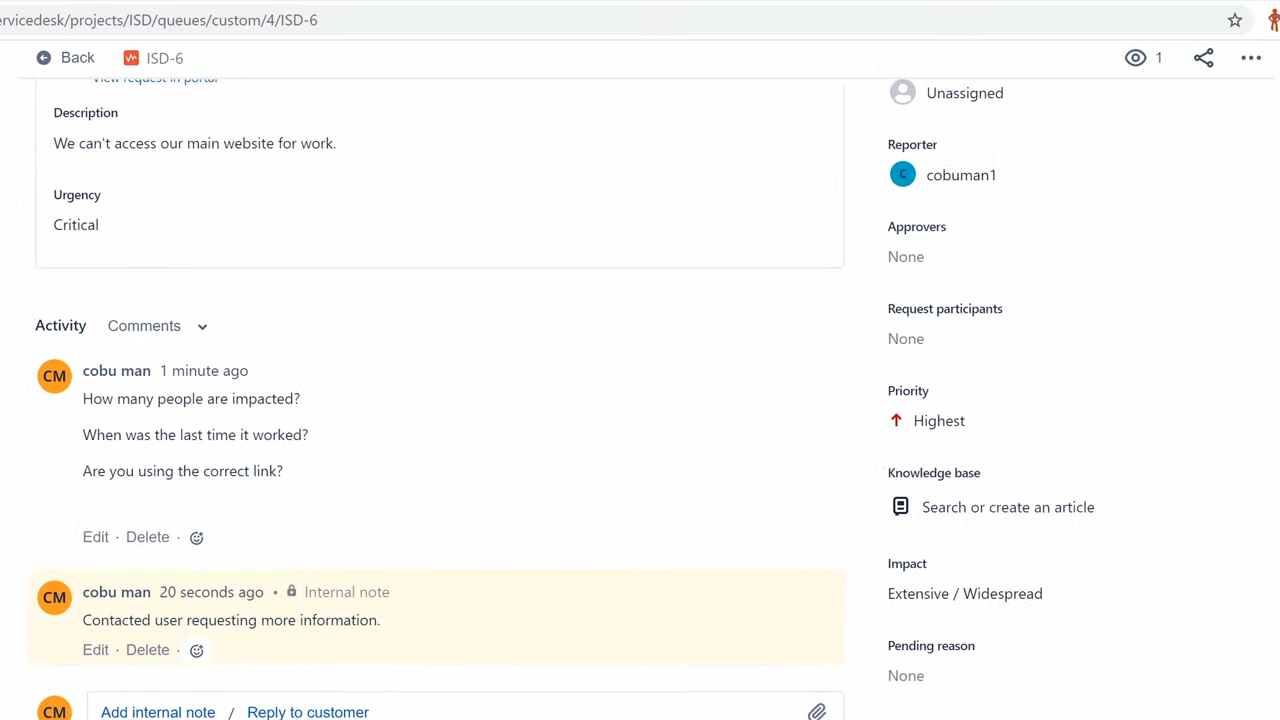 ervicedesk/projects/ISD/queues/custom/4/ISD-6
Back
ISD-6
1
View request in portal
Description
We can't access our main website for work.
Urgency
Critical
Activity
Comments
CM
cobu man 1 minute ago
How many people are impacted?
When was the last time it worked?
Are you using the correct link?
Edit · Delete ·
CM
cobu man 20 seconds ago • Internal note
Contacted user requesting more information.
Edit · Delete ·
CM
Add internal note / Reply to customer
Unassigned
Reporter
C
cobuman1
Approvers
None
Request participants
None
Priority
Highest
Knowledge base
Search or create an article
Impact
Extensive / Widespread
Pending reason
None